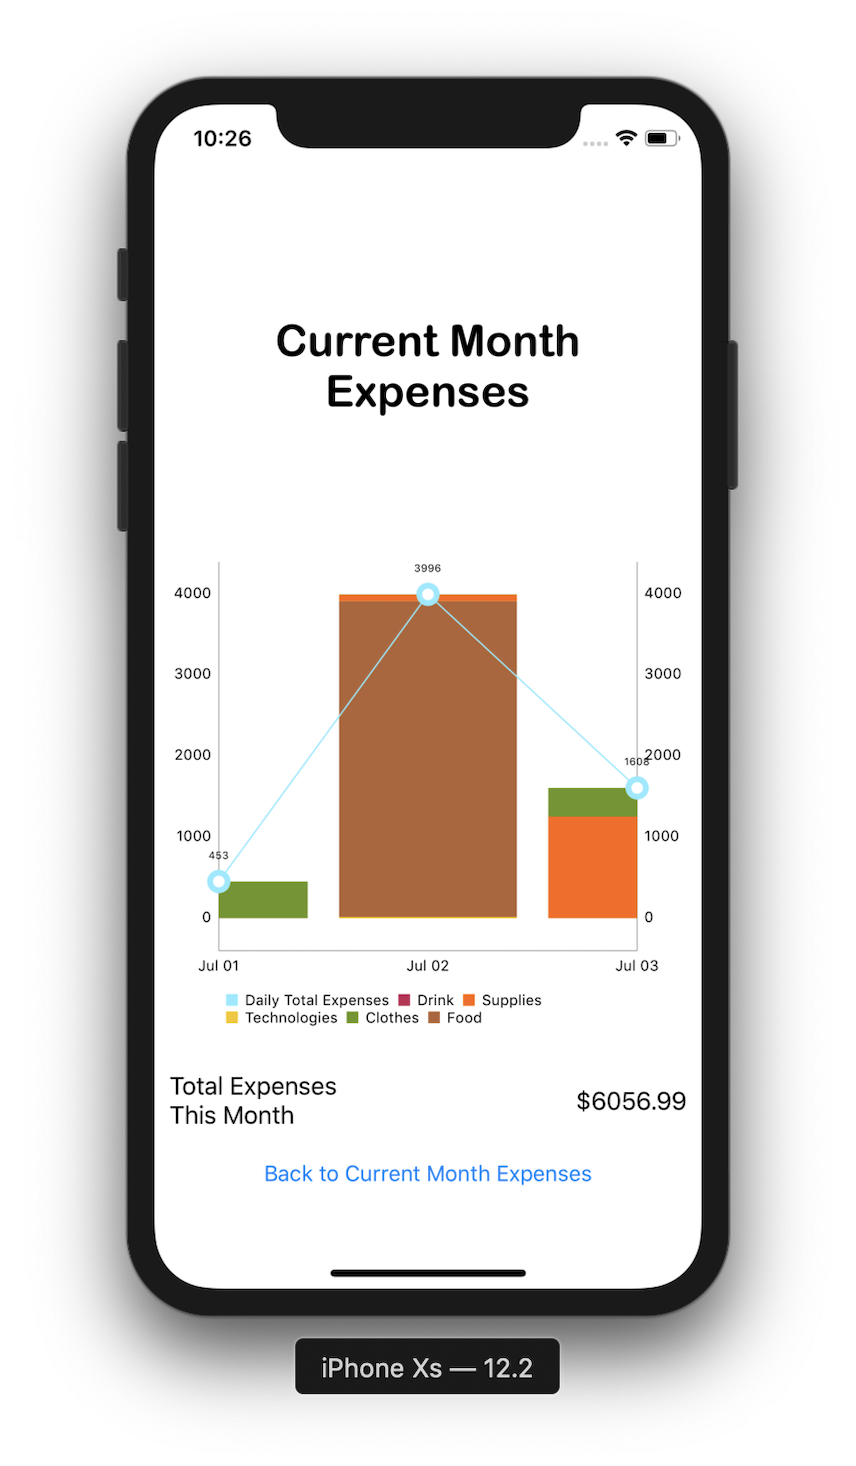 10:26
Current Month
Expenses
3996
4000 4000
3000 3000
2000 2000
1608
1000 1000
453
0 0
Jul 01 Jul 02 Jul 03
Daily Total Expenses Drink Supplies
Technologies Clothes Food
Total Expenses
This Month
$6056.99
Back to Current Month Expenses
iPhone Xs — 12.2